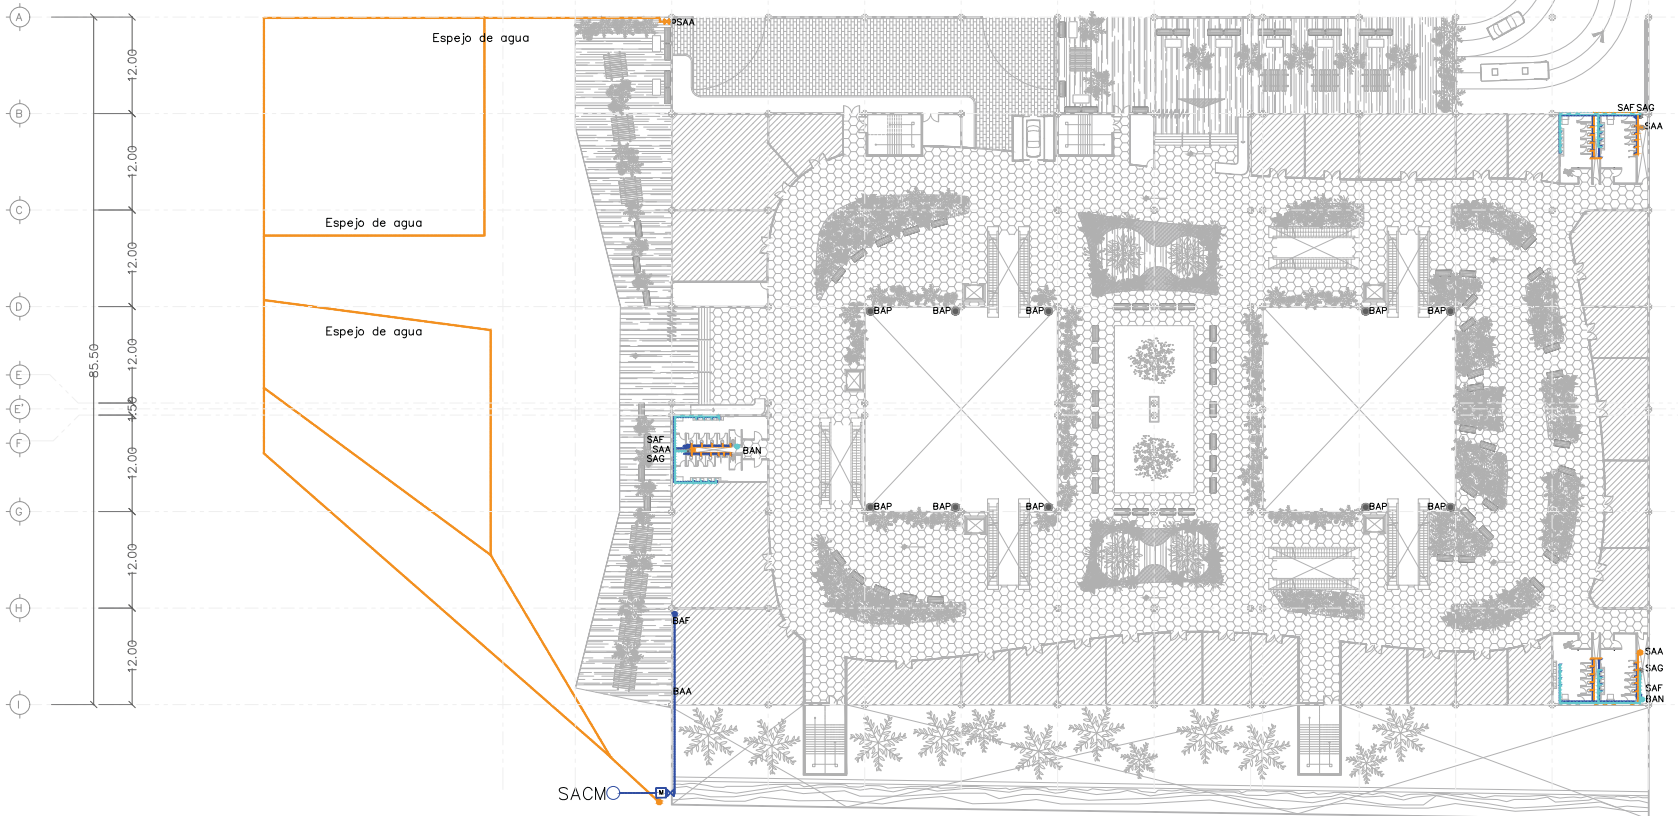 A
PSAA
Espejo de agua
12.00
SAF SAG
B
SAA
12.00
C
Espejo de agua
12.00
D
BAP BAP BAP BAP BAP
Espejo de agua
12.00
85.50
E
E'
1.50
F
SAF
SAA
SAG
BAN
12.00
G
BAP BAP BAP BAP BAP
12.00
H
BAF
12.00
SAA
SAG
BAA
SAF
BAN
I
SACM
M